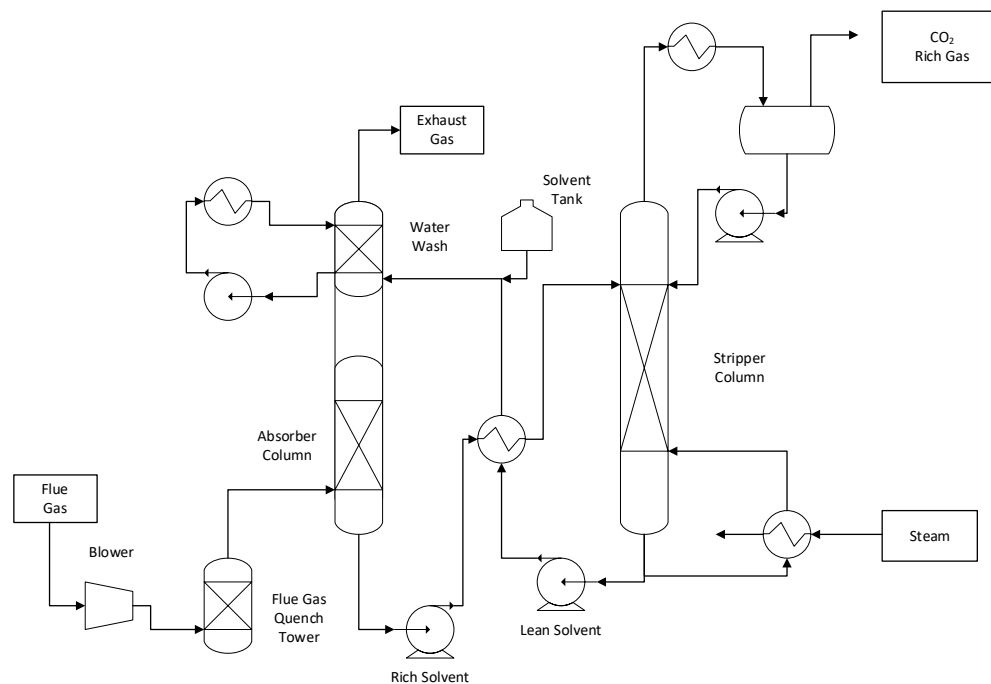 CO₂
Rich Gas
Exhaust
Gas
Solvent
Tank
Water
Wash
Stripper
Column
Absorber
Column
Flue
Gas
Blower
Steam
Flue Gas
Quench
Tower
Lean Solvent
Rich Solvent